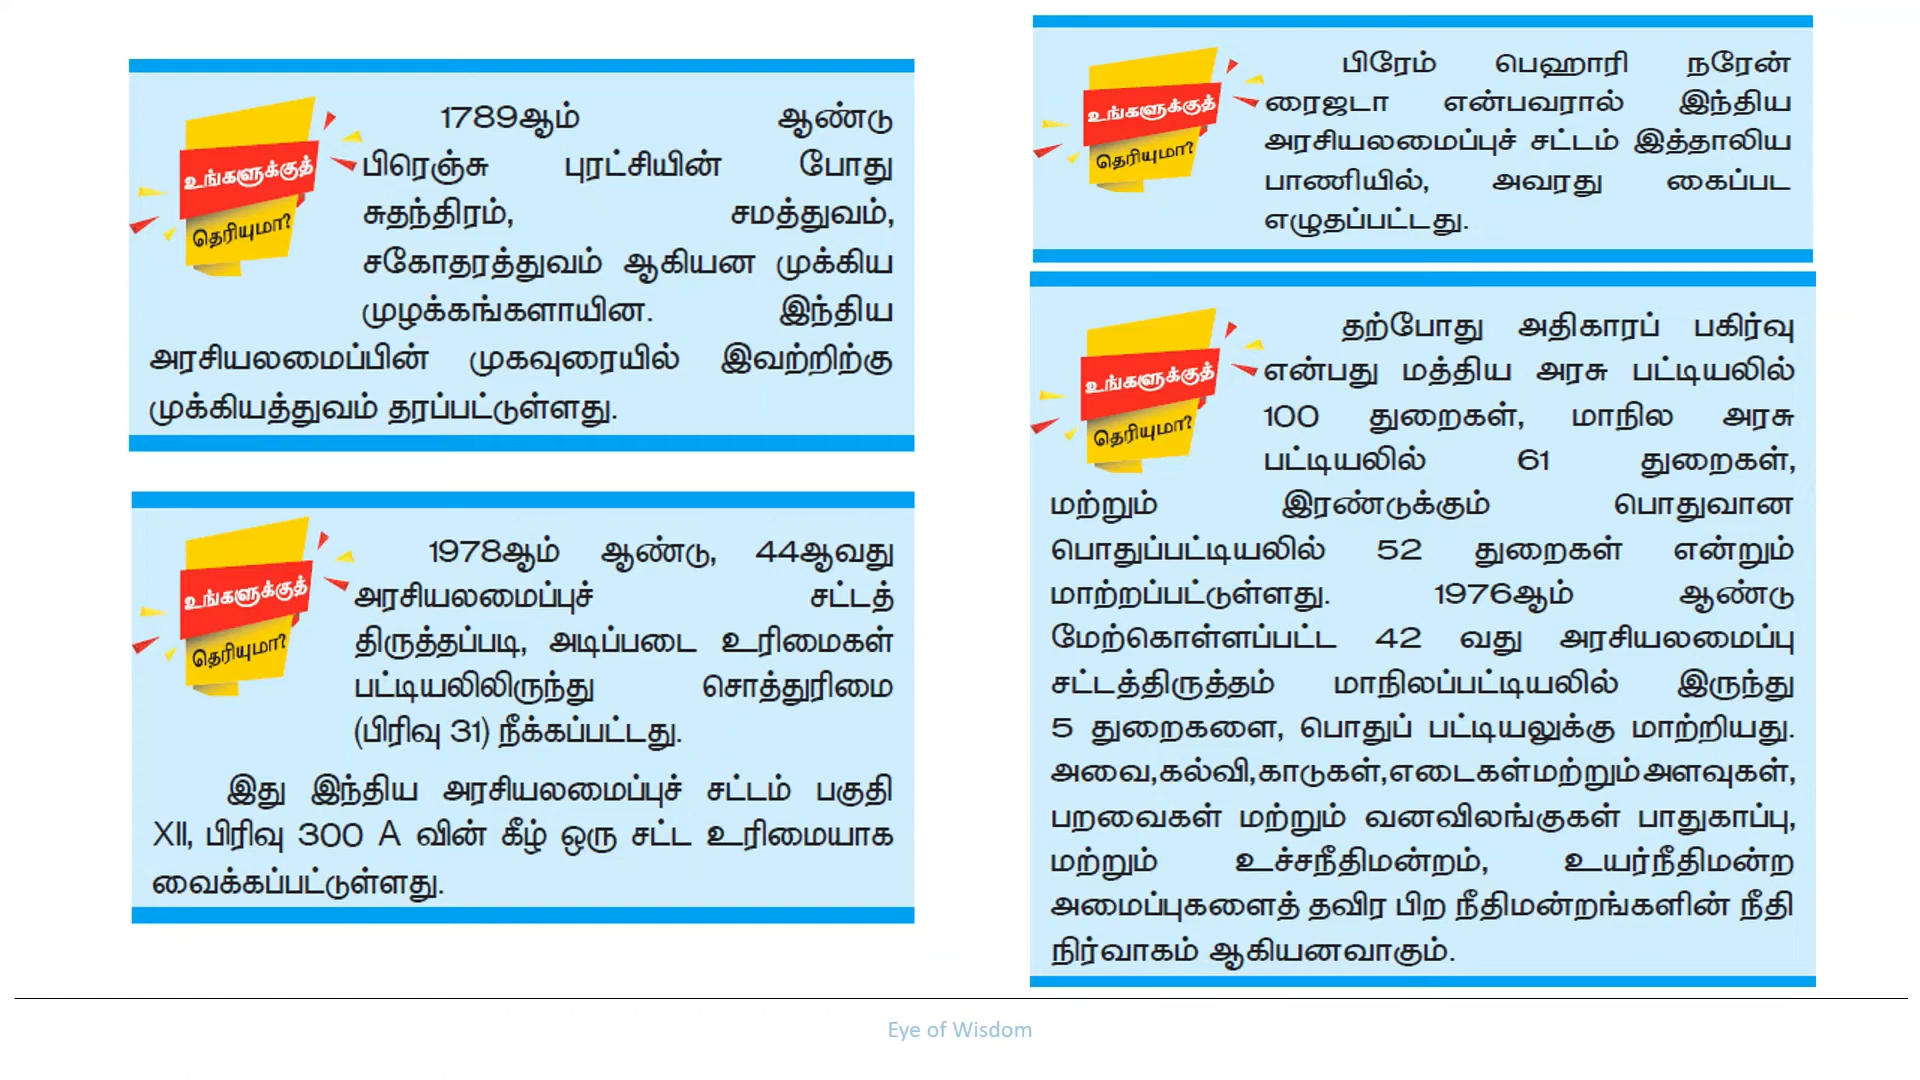 உங்களுக்குத்
தெரியுமா?
1789ஆம் ஆண்டு
பிரெஞ்சு புரட்சியின் போது
சுதந்திரம், சமத்துவம்,
சகோதரத்துவம் ஆகியன முக்கிய
முழக்கங்களாயின. இந்திய
அரசியலமைப்பின் முகவுரையில் இவற்றிற்கு
முக்கியத்துவம் தரப்பட்டுள்ளது.
உங்களுக்குத்
தெரியுமா?
1978ஆம் ஆண்டு, 44ஆவது
அரசியலமைப்புச் சட்டத்
திருத்தப்படி, அடிப்படை உரிமைகள்
பட்டியலிலிருந்து சொத்துரிமை
(பிரிவு 31) நீக்கப்பட்டது.
இது இந்திய அரசியலமைப்புச் சட்டம் பகுதி
XII, பிரிவு 300 A வின் கீழ் ஒரு சட்ட உரிமையாக
வைக்கப்பட்டுள்ளது.
உங்களுக்குத்
தெரியுமா?
பிரேம் பெஹாரி நரேன்
ரைஜடா என்பவரால் இந்திய
அரசியலமைப்புச் சட்டம் இத்தாலிய
பாணியில், அவரது கைப்பட
எழுதப்பட்டது.
உங்களுக்குத்
தெரியுமா?
தற்போது அதிகாரப் பகிர்வு
என்பது மத்திய அரசு பட்டியலில்
100 துறைகள், மாநில அரசு
பட்டியலில் 61 துறைகள்,
மற்றும் இரண்டுக்கும் பொதுவான
பொதுப்பட்டியலில் 52 துறைகள் என்றும்
மாற்றப்பட்டுள்ளது. 1976ஆம் ஆண்டு
மேற்கொள்ளப்பட்ட 42 வது அரசியலமைப்பு
சட்டத்திருத்தம் மாநிலப்பட்டியலில் இருந்து
5 துறைகளை, பொதுப் பட்டியலுக்கு மாற்றியது.
அவை,கல்வி,காடுகள்,எடைகள்மற்றும்அளவுகள்,
பறவைகள் மற்றும் வனவிலங்குகள் பாதுகாப்பு,
மற்றும் உச்சநீதிமன்றம், உயர்நீதிமன்ற
அமைப்புகளைத் தவிர பிற நீதிமன்றங்களின் நீதி
நிர்வாகம் ஆகியனவாகும்.
Eye of Wisdom